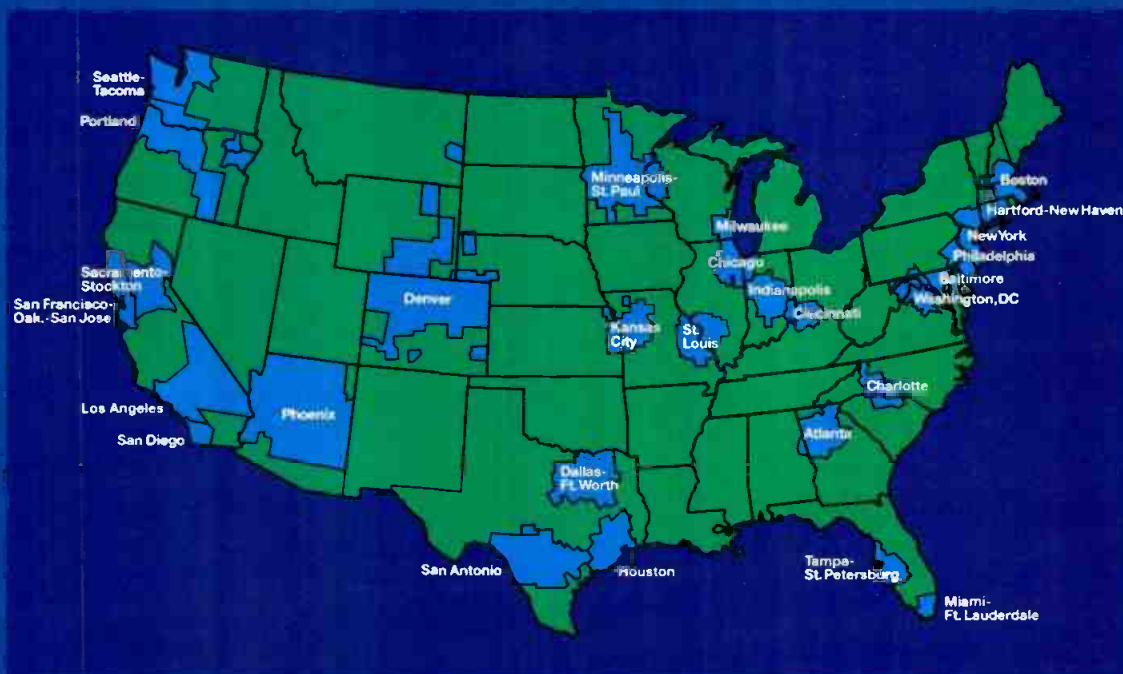 Seattle-
Tacoma
Portland
Minneapolis-
St. Paul
Boston
Hartford-New Haven
Milwaukee
New York
Philadelphia
Chicago
Sacramento-
Stockton
Baltimore
Indianapolis
Washington, DC
Denver
San Francisco-
Oak.-San Jose
Cincinnati
Kansas
City
St.
Louis
Charlotte
Los Angeles
Phoenix
Atlanta
San Diego
Dallas-
Ft. Worth
San Antonio
Houston
Tampa-
St. Petersburg
Miami-
Ft. Lauderdale